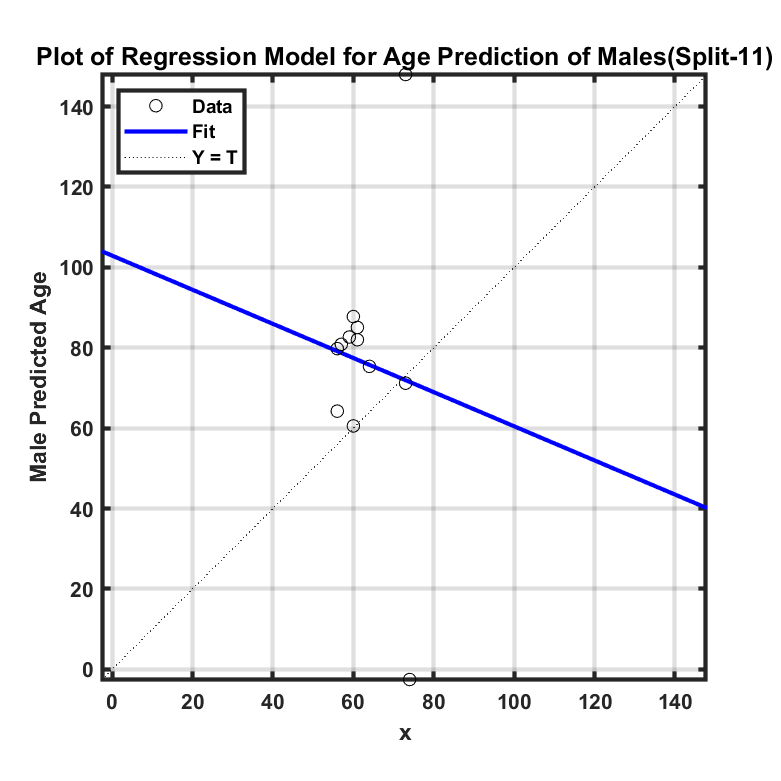 Plot of Regression Model for Age Prediction of Males(Split-11)
Data
Fit
Y = T
140
120
100
80
60
40
20
0
0 20 40 60 80 100 120 140
Male Predicted Age
x